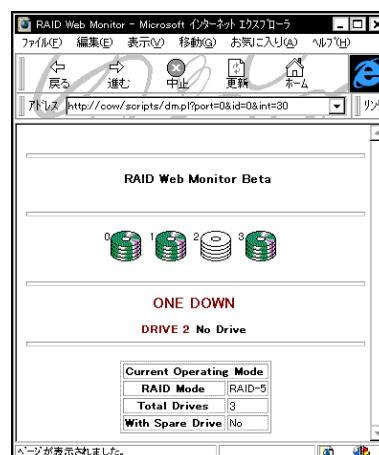 RAID Web Monitor - Microsoft インターネット エクスプローラ
ファイル(F) 編集(E) 表示(V) 移動(G) お気に入り(A) ヘルプ(H)
戻る 進む 中止 更新 ホーム
アドレス http://cow/scripts/dm.pl?port=0&id=0&int=30
RAID Web Monitor Beta
0 1 2 3
ONE DOWN
DRIVE 2 No Drive
Current Operating Mode
RAID Mode RAID-5
Total Drives 3
With Spare Drive No
ページが表示されました。